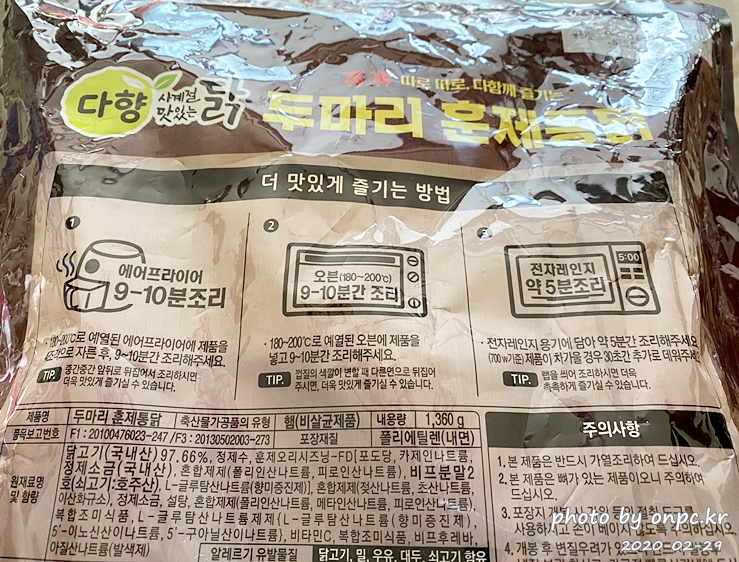 다향
사계절
맛있는
닭
따로 따로, 다함께 즐기는
두마리 훈제통닭
더 맛있게 즐기는 방법
1
에어프라이어
9-10분조리
·180~200℃로 예열된 에어프라이어에 제품을
자른 후, 9~10분간 조리해주세요.
TIP. 중간중간 앞뒤로 뒤집어서 조리하시면
더욱 맛있게 즐기실 수 있습니다.
2
오븐(180~200℃)
9-10분간 조리
·180~200℃로 예열된 오븐에 제품을
넣고 9~10분간 조리해주세요.
TIP. 껍질의 색깔이 변할 때 다른면으로 뒤집어
주시면, 더욱 맛있게 즐기실 수 있습니다.
전자레인지
약 5분조리
5:00
·전자레인지 용기에 담아 약 5분간 조리해주세요.
(700w기준) 제품이 차가울 경우 30초간 추가로 데워주세요.
TIP. 랩을 씌어 조리하시면 더욱
촉촉하게 즐기실 수 있습니다.
제품명 두마리 훈제통닭 축산물가공품의 유형 햄(비살균제품) 내용량 1,360 g
품목보고번호 F1 : 20100476023-247 / F3 : 20130502003-273 포장재질 폴리에틸렌(내면)
원재료명
및 함량
닭고기(국내산) 97.66%, 정제수, 훈제오리시즈닝-FD[포도당, 카제인나트륨,
정제소금(국내산), 혼합제제(폴리인산나트륨, 피로인산나트륨), 비프분말2
호(쇠고기:호주산), L-글루탐산나트륨(향미증진제)], 혼합제제(젖산나트륨, 초산나트륨,
이산화규소), 정제소금, 설탕, 혼합제제(폴리인산나트륨, 메타인산나트륨, 피로인산나트륨),
복합조미식품, L-글루탐산나트륨제제(L-글루탐산나트륨(향미증진제),
5'-이노신산이나트륨, 5'-구아닐산이나트륨), 비타민C, 복합조미식품, 비프후레바,
아질산나트륨(발색제)
알레르기 유발물질 닭고기, 밀, 우유, 대두, 쇠고기 함유
주의사항
1. 본 제품은 반드시 가열조리하여 드십시오.
2. 본 제품은 뼈가 있는 제품이오니 주의하여
드십시오.
3. 포장지
사용하시고 손이 베이지
4. 개봉 후 변질우려가
photo by onpc.kr
2020-02-29